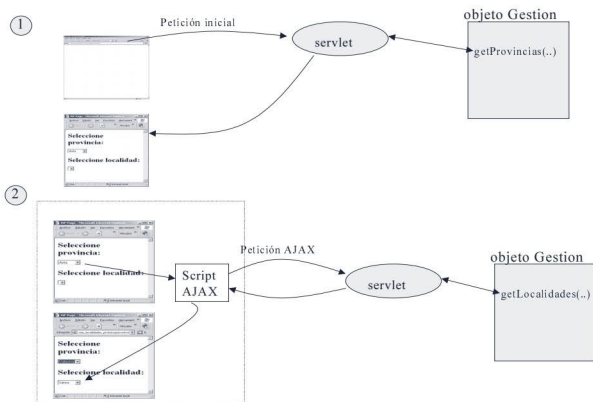 1
Petición inicial
servlet
objeto Gestion
getProvincias(..)
Seleccione
provincia:
Seleccione localidad:
2
Seleccione
provincia:
Seleccione localidad:
Script
AJAX
Petición AJAX
servlet
objeto Gestion
getLocalidades(..)
Seleccione
provincia:
Seleccione localidad: